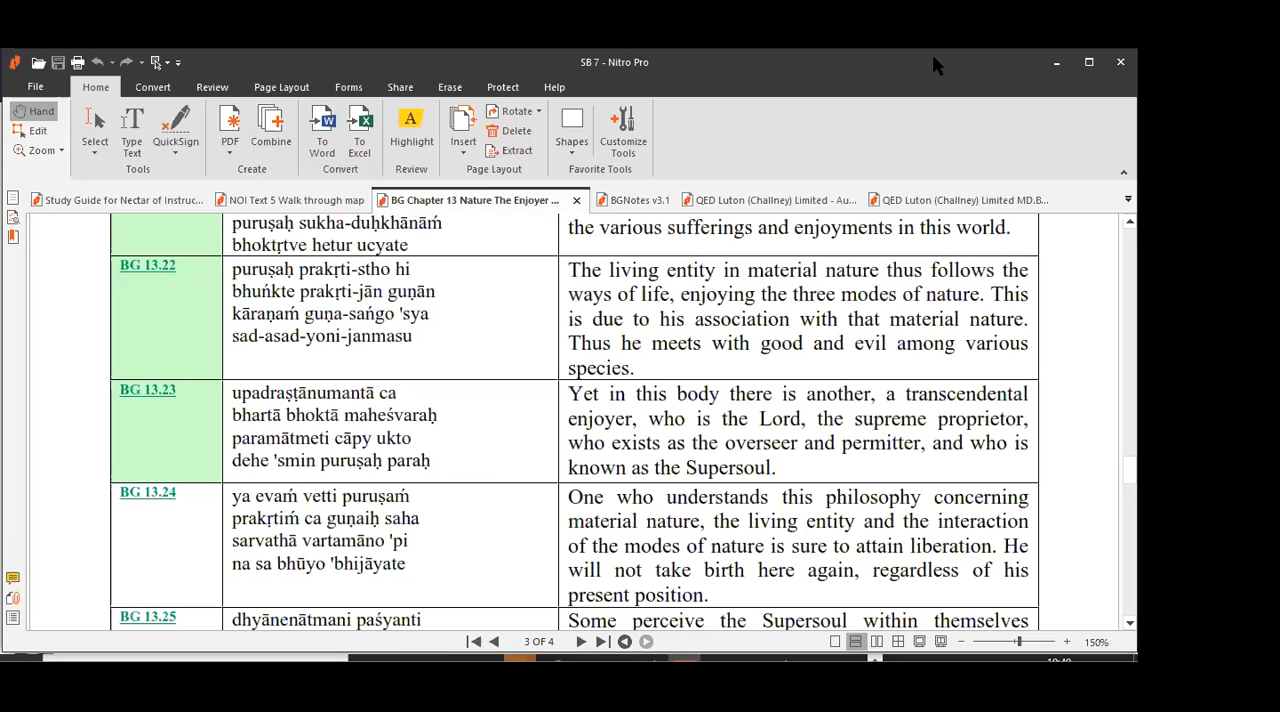 SB 7 - Nitro Pro
File Home Convert Review Page Layout Forms Share Erase Review Protect Help
Hand
Edit
Zoom
Select
Type Text
QuickSign
Tools
PDF
Combine
Create
To Word
To Excel
Convert
Highlight
Review
Insert
Rotate
Delete
Extract
Page Layout
Shapes
Customize Tools
Favorite Tools
Study Guide for Nectar of Instruc...
NOI Text 5 Walk through map
BG Chapter 13 Nature The Enjoyer ...
BGNotes v3.1
QED Luton (Challney) Limited - Au...
QED Luton (Challney) Limited MD.B...
puruṣaḥ sukha-duḥkhānāṁ
bhoktṛtve hetur ucyate
the various sufferings and enjoyments in this world.
BG 13.22
puruṣaḥ prakṛti-stho hi
bhuńkte prakṛti-jān guṇān
kāraṇaṁ guṇa-sańgo 'sya
sad-asad-yoni-janmasu
The living entity in material nature thus follows the
ways of life, enjoying the three modes of nature. This
is due to his association with that material nature.
Thus he meets with good and evil among various
species.
BG 13.23
upadraṣṭānumantā ca
bhartā bhoktā maheśvaraḥ
paramātmeti cāpy ukto
dehe 'smin puruṣaḥ paraḥ
Yet in this body there is another, a transcendental
enjoyer, who is the Lord, the supreme proprietor,
who exists as the overseer and permitter, and who is
known as the Supersoul.
BG 13.24
ya evaṁ vetti puruṣaṁ
prakṛtiṁ ca guṇaiḥ saha
sarvathā vartamāno 'pi
na sa bhūyo 'bhijāyate
One who understands this philosophy concerning
material nature, the living entity and the interaction
of the modes of nature is sure to attain liberation. He
will not take birth here again, regardless of his
present position.
BG 13.25
dhyānenātmani paśyanti
Some perceive the Supersoul within themselves
3 OF 4
150%